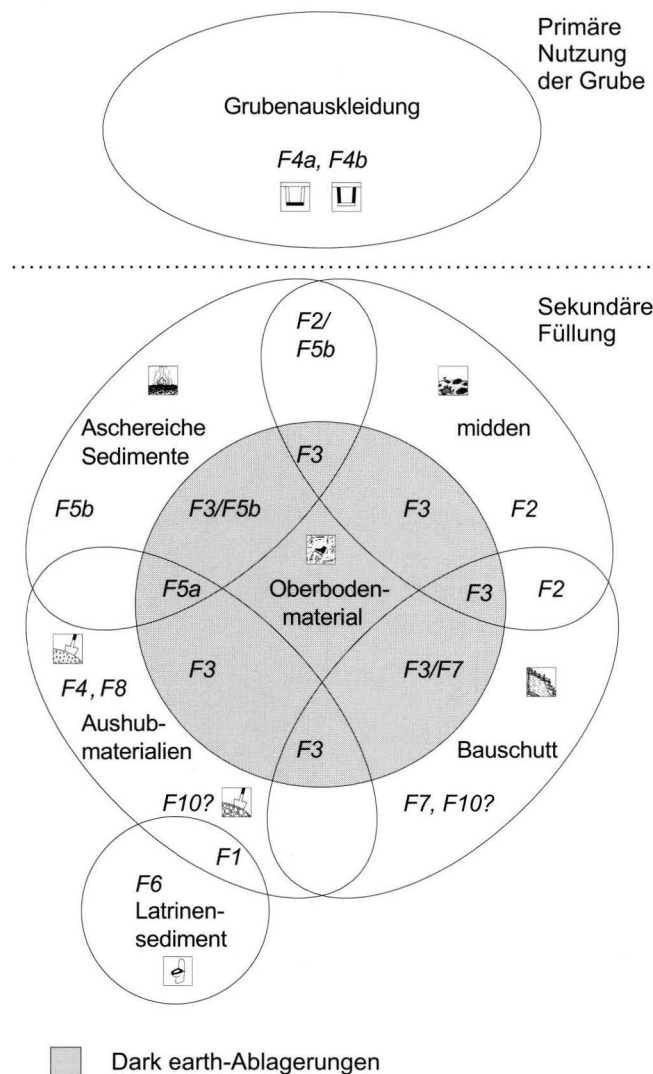 Primäre
Nutzung
der Grube
Grubenauskleidung
F4a, F4b
Sekundäre
Füllung
F2/
F5b
Aschereiche
Sedimente
midden
F3
F5b
F3/F5b
F3
F2
F5a
Oberboden-
material
F3
F2
F4, F8
Aushub-
materialien
F3
F3/F7
F3
Bauschutt
F10?
F7, F10?
F1
F6
Latrinen-
sediment
Dark earth-Ablagerungen